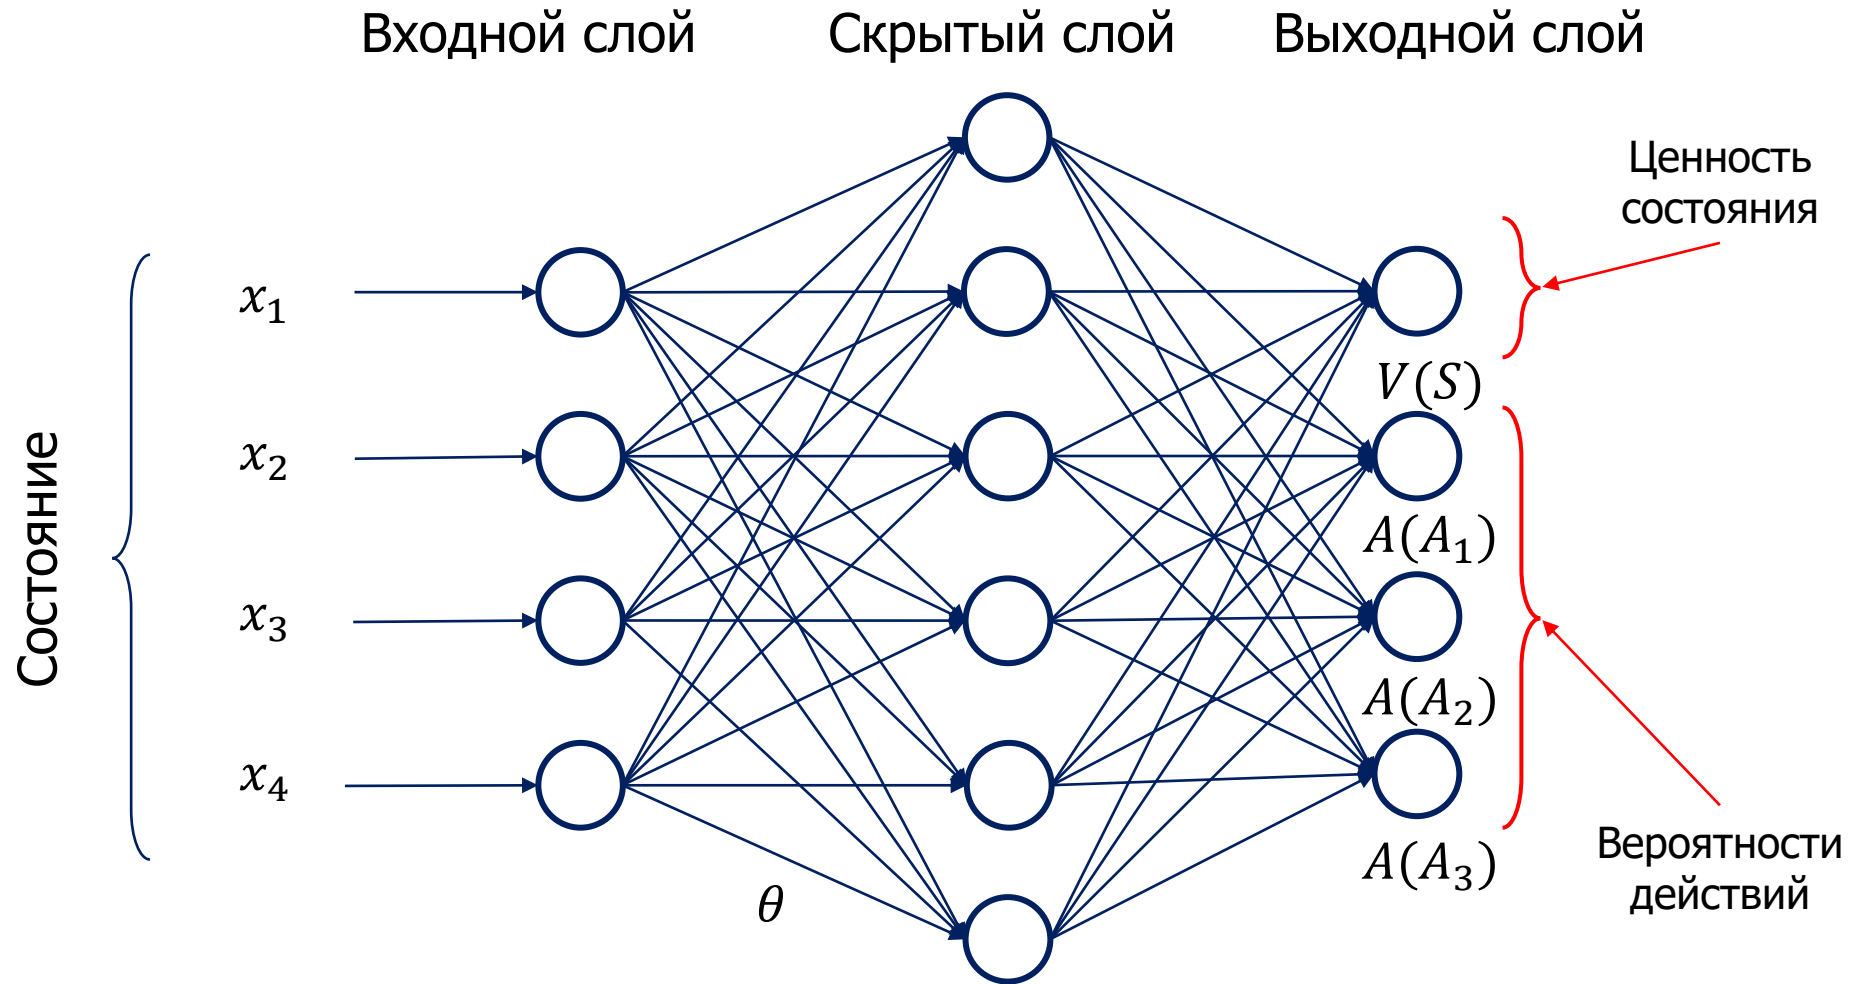 Входной слой
Скрытый слой
Выходной слой
Ценность
состояния
Состояние
x₁
x₂
x₃
x₄
θ
V(S)
A(A₁)
A(A₂)
A(A₃)
Вероятности
действий